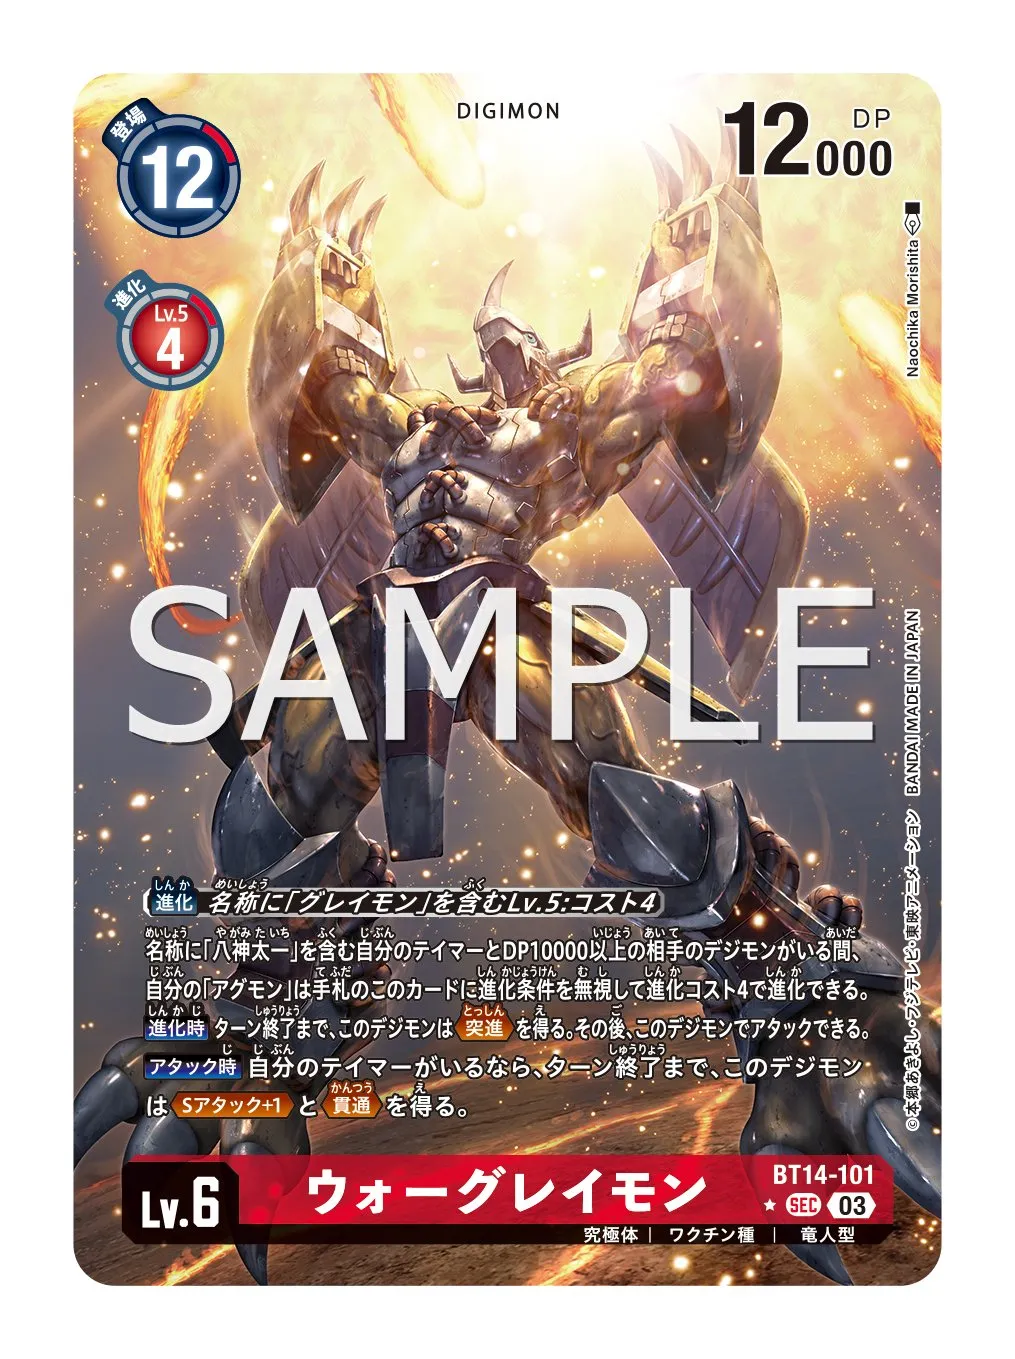 DIGIMON
登場
12
12000 DP
進化
Lv.5
4
Naochika Morishita
SAMPLE
BANDAI MADE IN JAPAN
©本郷あきよし・フジテレビ・東映アニメーション
進化 名称に「グレイモン」を含むLv.5:コスト4
名称に「八神太一」を含む自分のテイマーとDP10000以上の相手のデジモンがいる間、
自分の「アグモン」は手札のこのカードに進化条件を無視して進化コスト4で進化できる。
進化時 ターン終了まで、このデジモンは 突進 を得る。その後、このデジモンでアタックできる。
アタック時 自分のテイマーがいるなら、ターン終了まで、このデジモン
は Sアタック+1 と 貫通 を得る。
Lv.6
ウォーグレイモン
BT14-101
SEC 03
究極体 | ワクチン種 | 竜人型